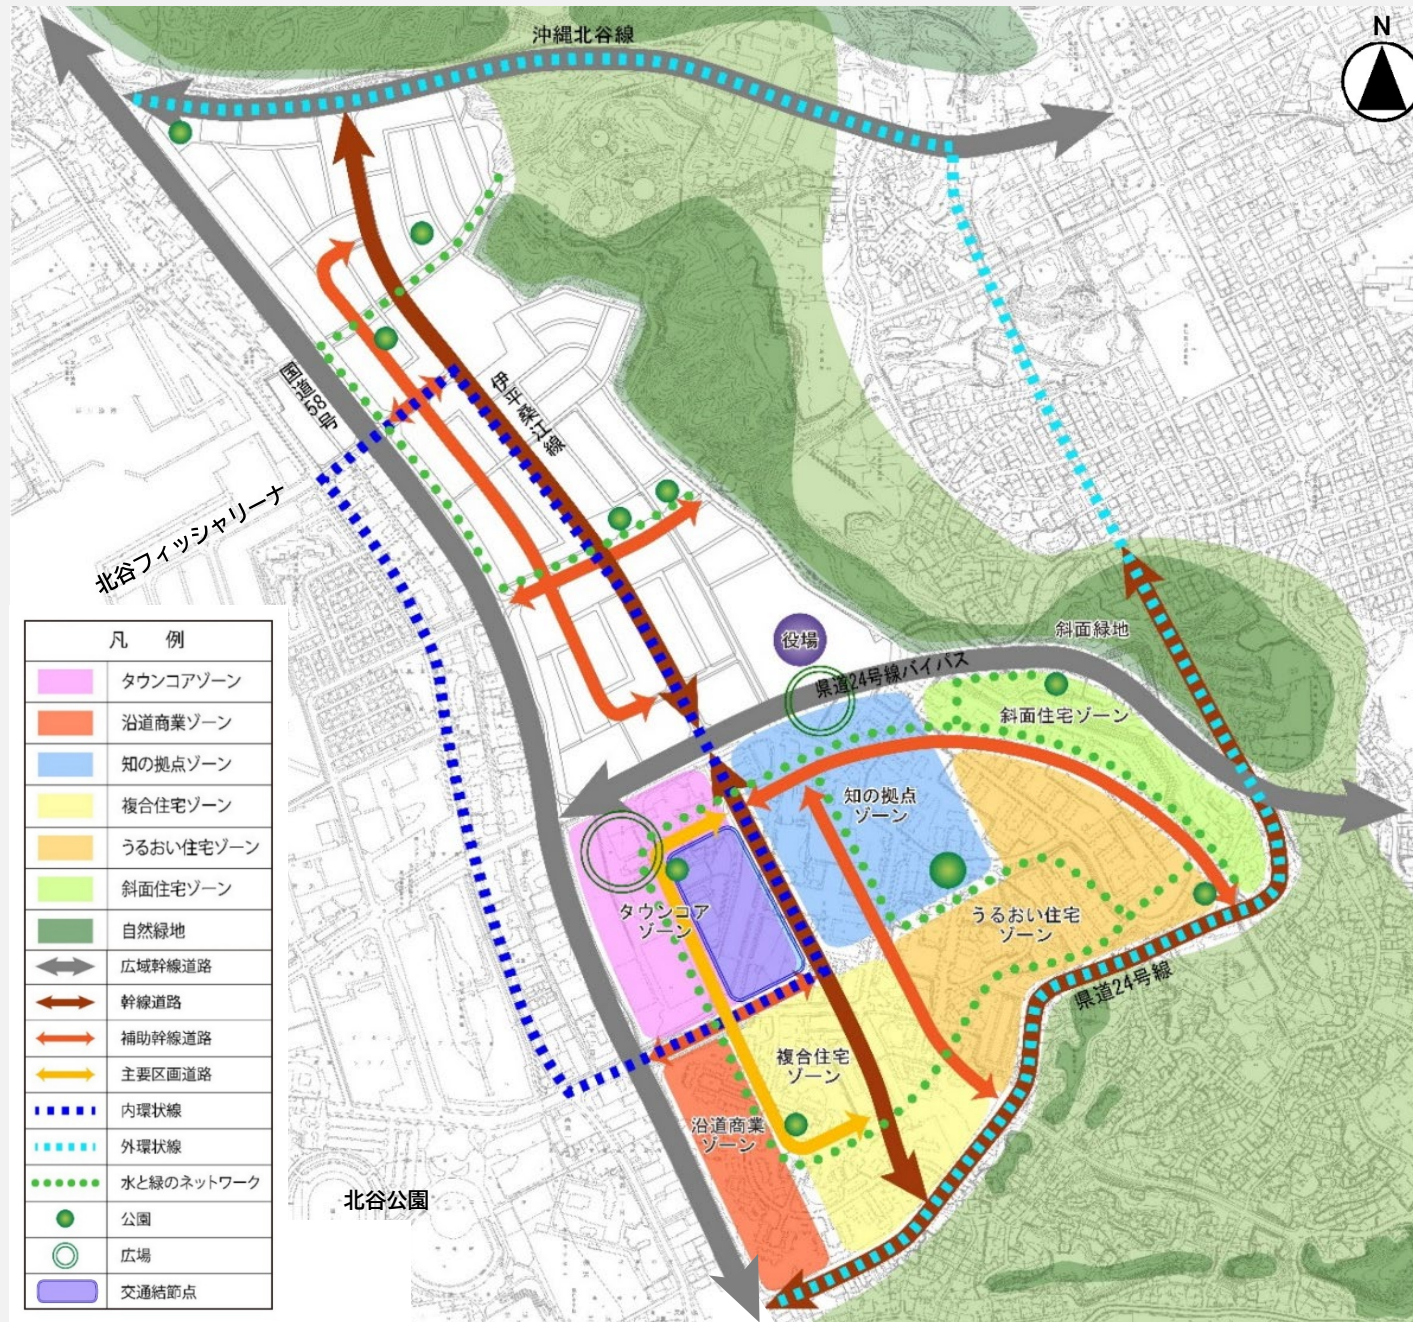 N
沖縄北谷線
国道58号
伊平桑江線
北谷フィッシャリーナ
役場
斜面緑地
県道24号線バイパス
斜面住宅ゾーン
知の拠点
ゾーン
タウンコア
ゾーン
うるおい住宅
ゾーン
県道24号線
複合住宅
ゾーン
沿道商業
ゾーン
北谷公園
凡 例
タウンコアゾーン
沿道商業ゾーン
知の拠点ゾーン
複合住宅ゾーン
うるおい住宅ゾーン
斜面住宅ゾーン
自然緑地
広域幹線道路
幹線道路
補助幹線道路
主要区画道路
内環状線
外環状線
水と緑のネットワーク
公園
広場
交通結節点